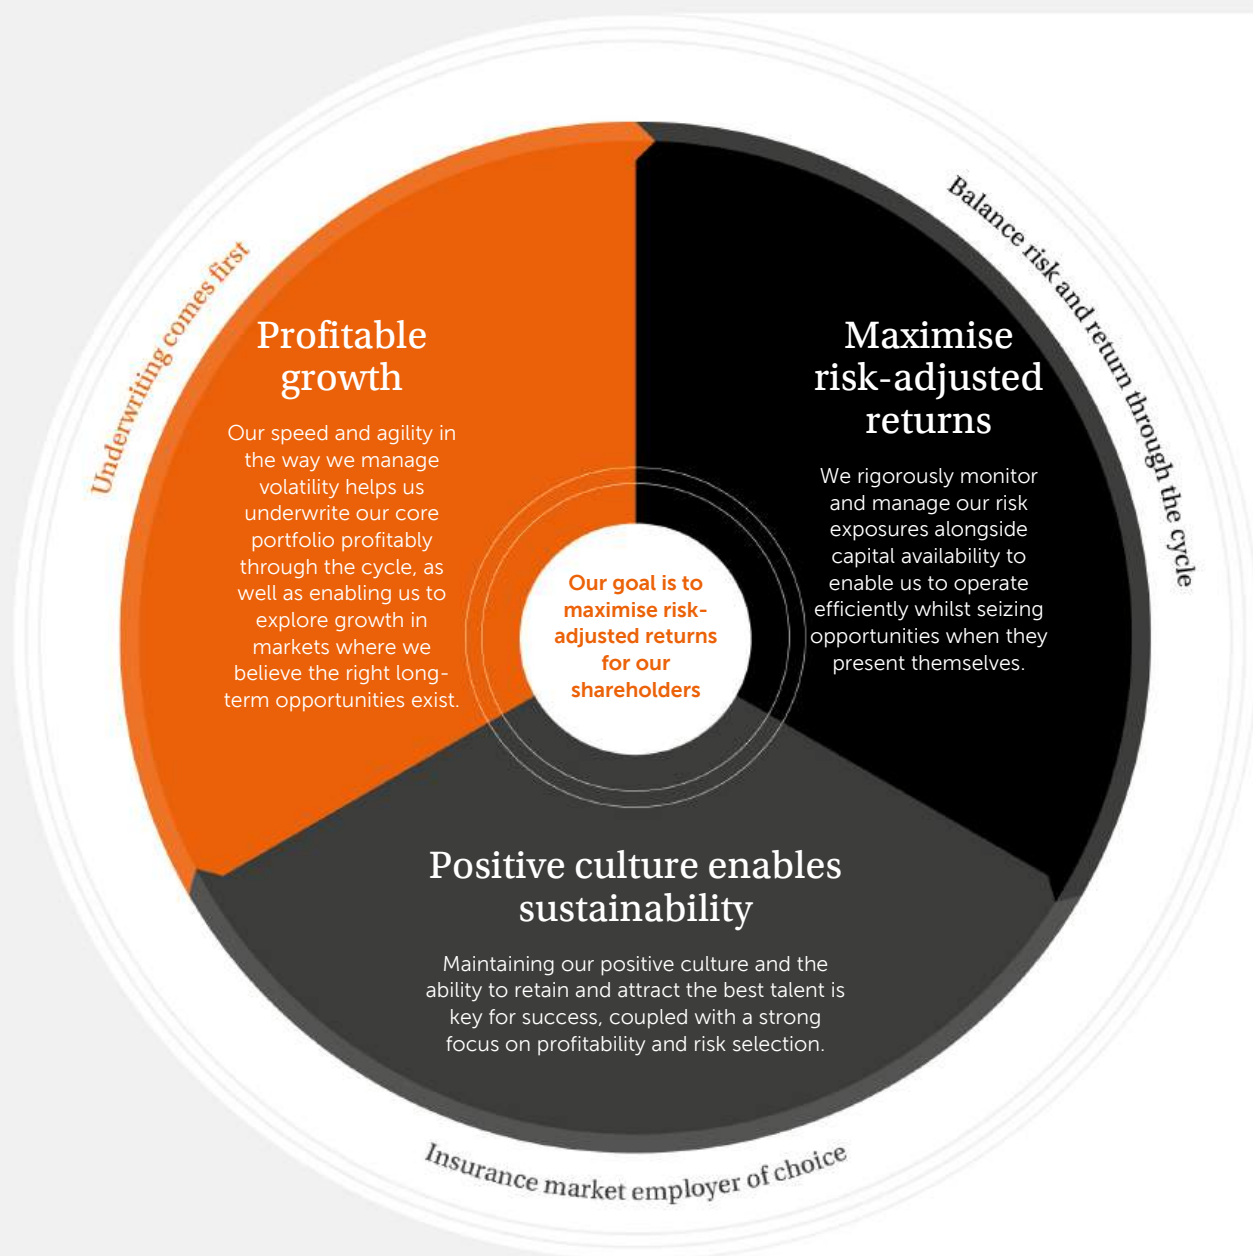 Underwriting comes first
Profitable
growth
Our speed and agility in
the way we manage
volatility helps us
underwrite our core
portfolio profitably
through the cycle, as
well as enabling us to
explore growth in
markets where we
believe the right long-
term opportunities exist.
Balance risk and return through the cycle
Maximise
risk-adjusted
returns
We rigorously monitor
and manage our risk
exposures alongside
capital availability to
enable us to operate
efficiently whilst seizing
opportunities when they
present themselves.
Our goal is to
maximise risk-
adjusted returns
for our
shareholders
Positive culture enables
sustainability
Maintaining our positive culture and the
ability to retain and attract the best talent is
key for success, coupled with a strong
focus on profitability and risk selection.
Insurance market employer of choice